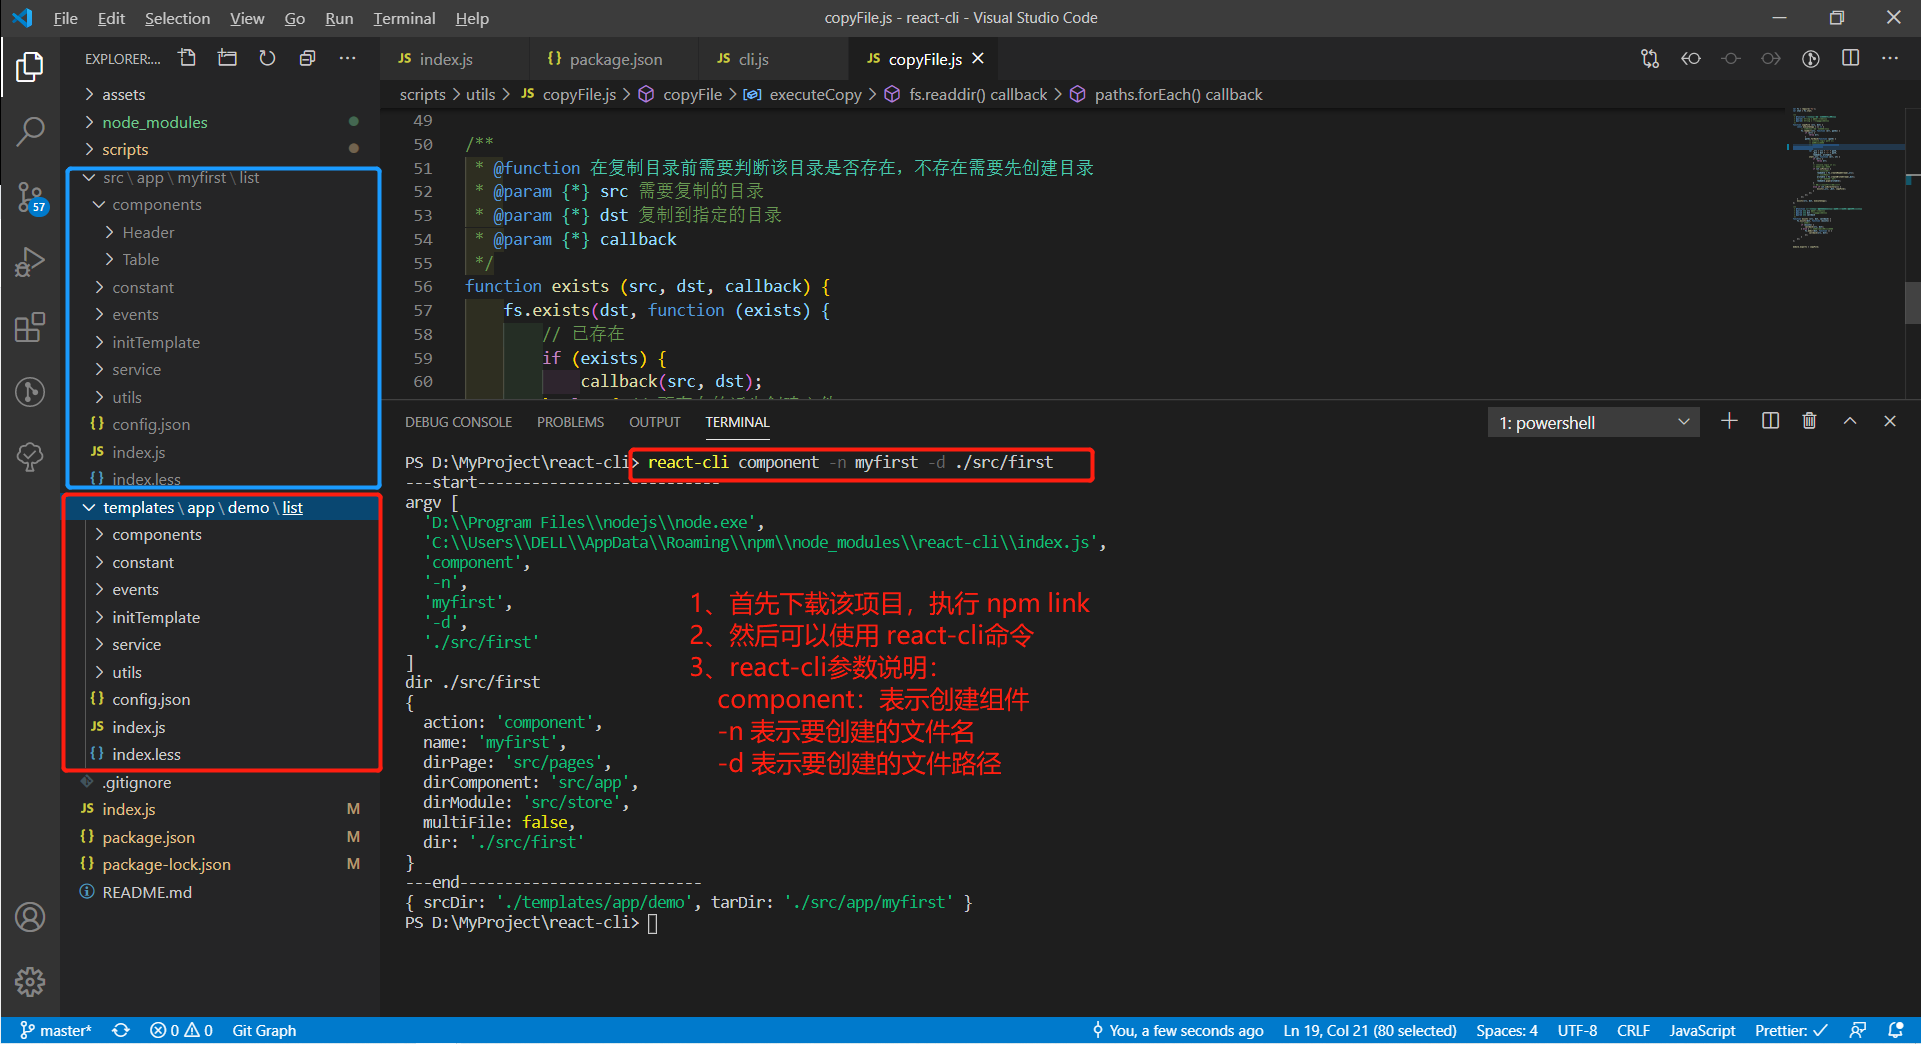 File Edit Selection View Go Run Terminal Help
copyFile.js - react-cli - Visual Studio Code
EXPLORER:...
JS index.js
{} package.json
JS cli.js
JS copyFile.js
scripts > utils > JS copyFile.js > copyFile > executeCopy > fs.readdir() callback > paths.forEach() callback
assets
node_modules
scripts
src \ app \ myfirst \ list
components
Header
Table
constant
events
initTemplate
service
utils
{} config.json
JS index.js
{} index.less
templates \ app \ demo \ list
components
constant
events
initTemplate
service
utils
{} config.json
JS index.js
{} index.less
.gitignore
JS index.js M
{} package.json M
{} package-lock.json M
README.md
57
49
50 /**
51 * @function 在复制目录前需要判断该目录是否存在，不存在需要先创建目录
52 * @param {*} src 需要复制的目录
53 * @param {*} dst 复制到指定的目录
54 * @param {*} callback
55 */
56 function exists (src, dst, callback) {
57 fs.exists(dst, function (exists) {
58 // 已存在
59 if (exists) {
60 callback(src, dst);
DEBUG CONSOLE PROBLEMS OUTPUT TERMINAL
1: powershell
PS D:\MyProject\react-cli> react-cli component -n myfirst -d ./src/first
---start---------------------------
argv [
'D:\\Program Files\\nodejs\\node.exe',
'C:\\Users\\DELL\\AppData\\Roaming\\npm\\node_modules\\react-cli\\index.js',
'component',
'-n',
'myfirst',
'-d',
'./src/first'
]
dir ./src/first
{
action: 'component',
name: 'myfirst',
dirPage: 'src/pages',
dirComponent: 'src/app',
dirModule: 'src/store',
multiFile: false,
dir: './src/first'
}
---end---------------------------
{ srcDir: './templates/app/demo', tarDir: './src/app/myfirst' }
PS D:\MyProject\react-cli>
1、首先下载该项目，执行 npm link
2、然后可以使用 react-cli命令
3、react-cli参数说明：
component：表示创建组件
-n 表示要创建的文件名
-d 表示要创建的文件路径
master* 0 0 Git Graph
You, a few seconds ago Ln 19, Col 21 (80 selected) Spaces: 4 UTF-8 CRLF JavaScript Prettier: ✓